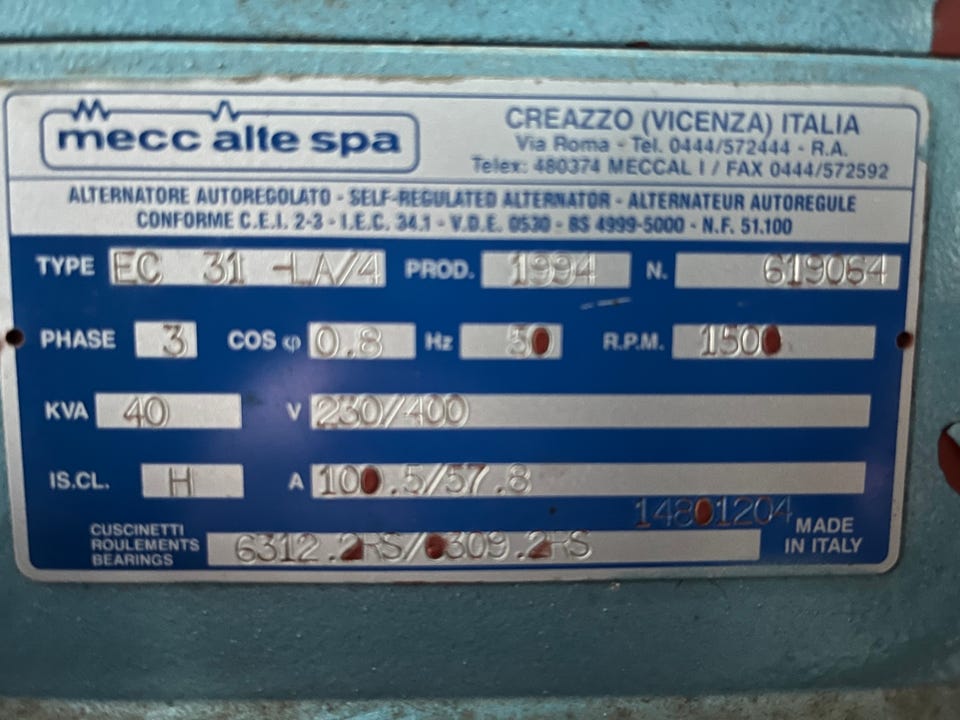 mecc alte spa
CREAZZO (VICENZA) ITALIA
Via Roma - Tel. 0444/572444 - R.A.
Telex: 480374 MECCAL I / FAX 0444/572592
ALTERNATORE AUTOREGOLATO - SELF-REGULATED ALTERNATOR - ALTERNATEUR AUTOREGULE
CONFORME C.E.I. 2-3 - I.E.C. 34.1 - V.D.E. 0530 - BS 4999-5000 - N.F. 51.100
TYPE EC 31 -LA/4 PROD. 1994 N. 619064
PHASE 3 COS φ 0.8 Hz 50 R.P.M. 1500
KVA 40 V 230/400
IS.CL. H A 100.5/57.8
14801204
CUSCINETTI
ROULEMENTS
BEARINGS
6312.2RS/6309.2RS
MADE
IN ITALY